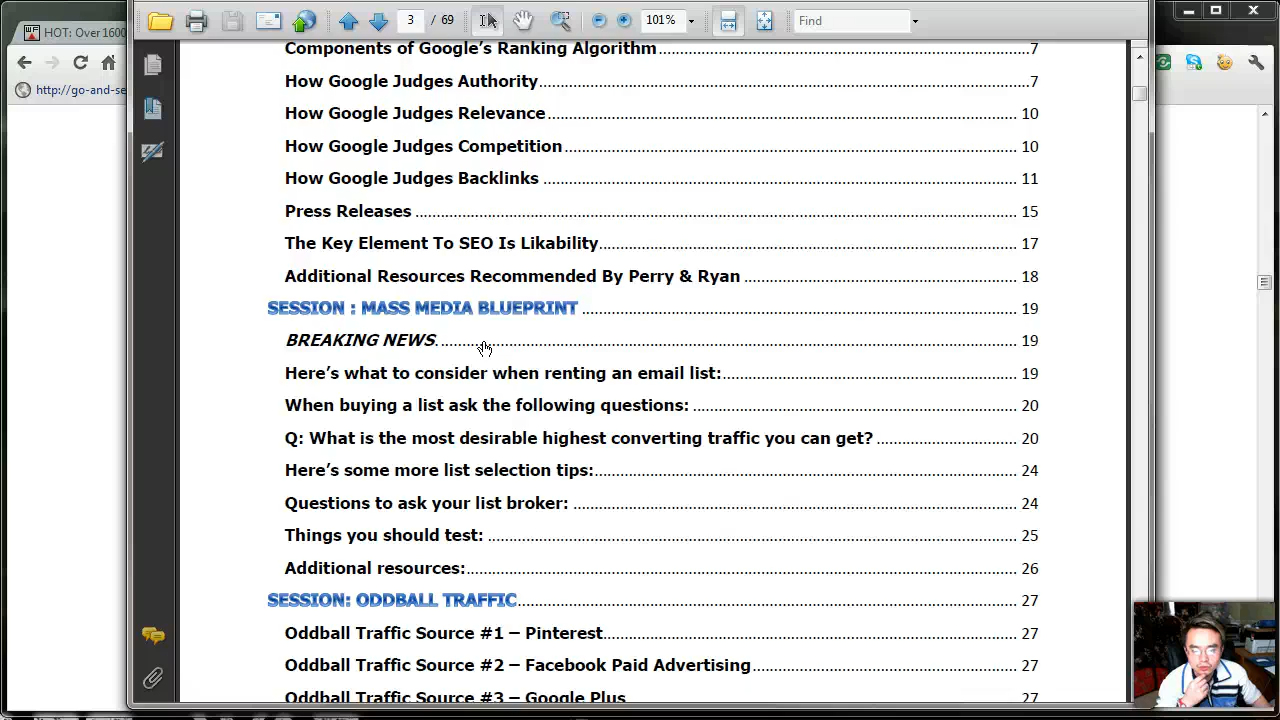 HOT: Over 1600
3 / 69
101%
Find
http://go-and-se
Components of Google’s Ranking Algorithm 7
How Google Judges Authority 7
How Google Judges Relevance 10
How Google Judges Competition 10
How Google Judges Backlinks 11
Press Releases 15
The Key Element To SEO Is Likability 17
Additional Resources Recommended By Perry & Ryan 18
SESSION : MASS MEDIA BLUEPRINT 19
BREAKING NEWS. 19
Here’s what to consider when renting an email list: 19
When buying a list ask the following questions: 20
Q: What is the most desirable highest converting traffic you can get? 20
Here’s some more list selection tips: 24
Questions to ask your list broker: 24
Things you should test: 25
Additional resources: 26
SESSION: ODDBALL TRAFFIC 27
Oddball Traffic Source #1 – Pinterest 27
Oddball Traffic Source #2 – Facebook Paid Advertising 27
Oddball Traffic Source #3 – Google Plus 27